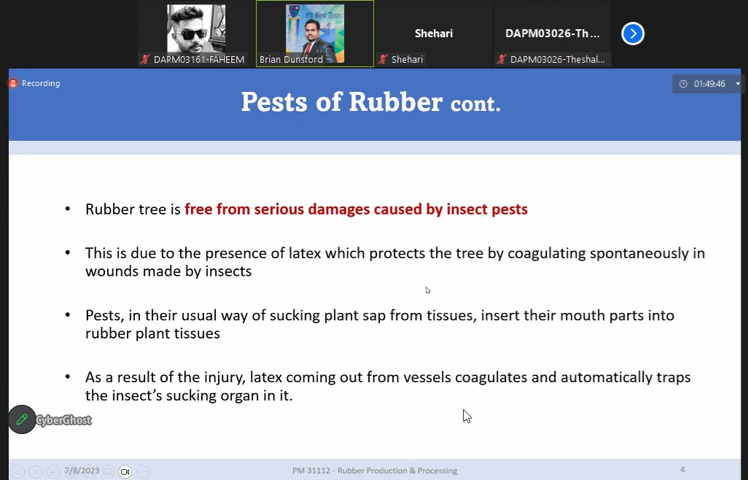 DARM03161-FAHEEM
Brian Dunsford
Shehari
Shehari
DAPM03026-Th...
DAPM03026-Theshal...
Recording
01:49:46
Pests of Rubber cont.
• Rubber tree is free from serious damages caused by insect pests
• This is due to the presence of latex which protects the tree by coagulating spontaneously in
wounds made by insects
• Pests, in their usual way of sucking plant sap from tissues, insert their mouth parts into
rubber plant tissues
• As a result of the injury, latex coming out from vessels coagulates and automatically traps
the insect's sucking organ in it.
CyberGhost
7/8/2023
PM 31112 - Rubber Production & Processing
4